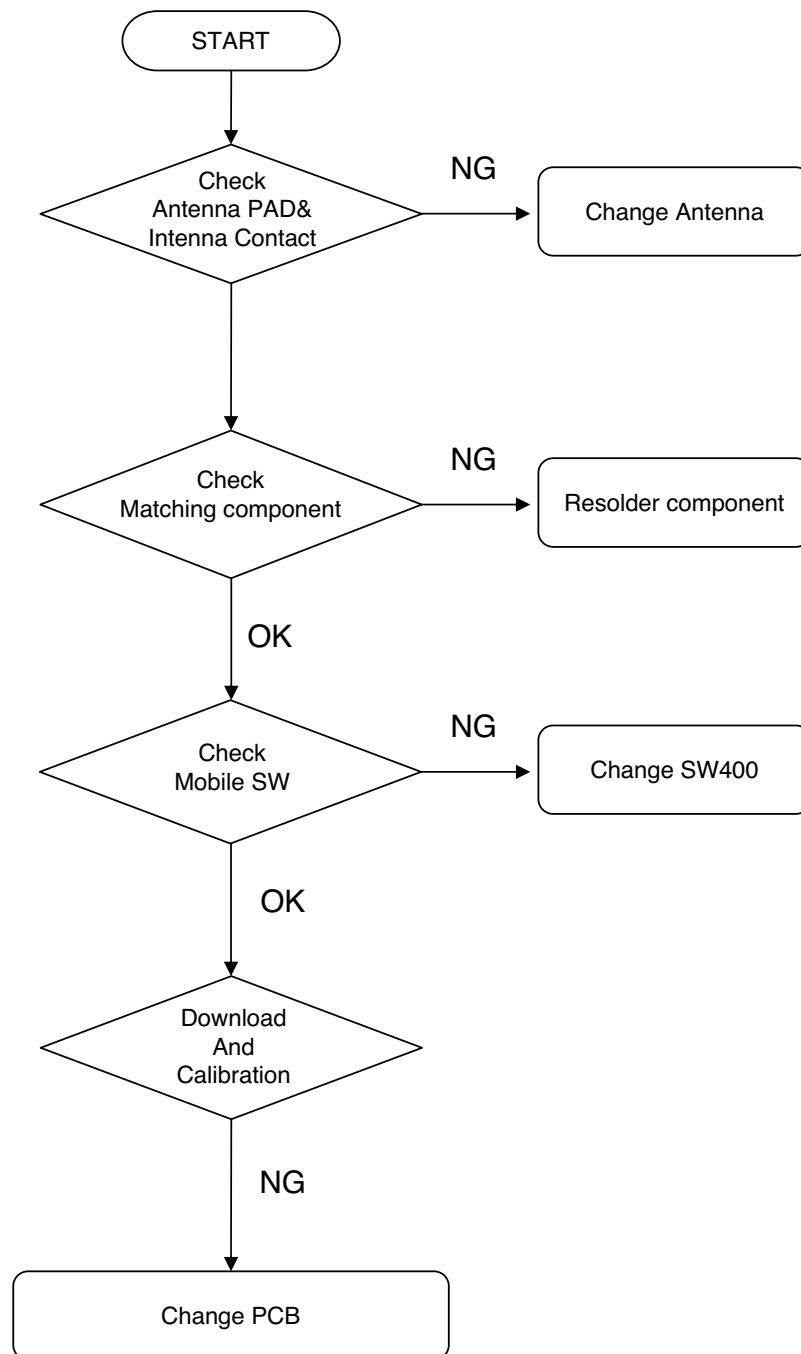 START
Check
Antenna PAD&
Intenna Contact
NG
Change Antenna
Check
Matching component
NG
Resolder component
OK
Check
Mobile SW
NG
Change SW400
OK
Download
And
Calibration
NG
Change PCB